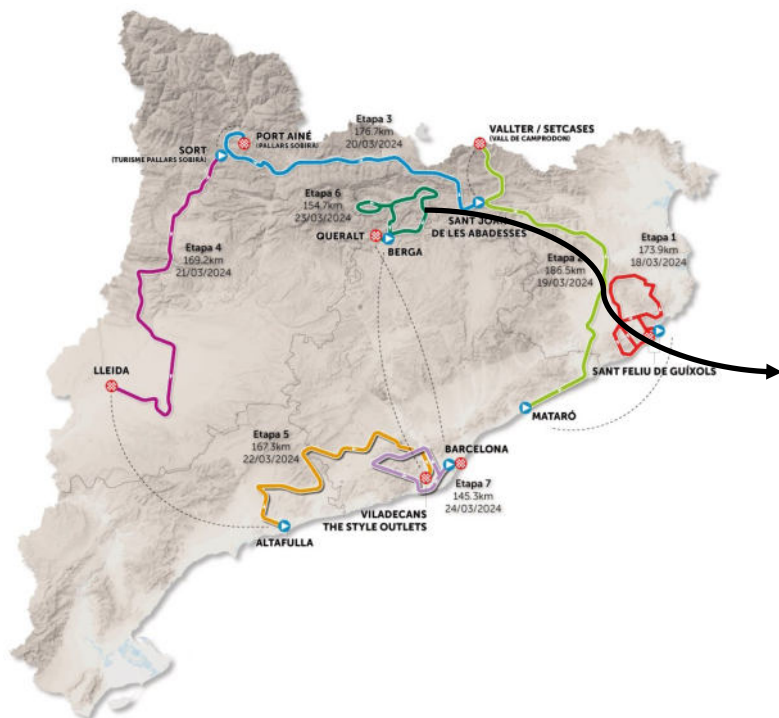 Etapa 3
176.7km
20/03/2024
VALLTER / SETCASES
(VALL DE CAMPRODON)
PORT AINÉ
(PALLARS SOBIRÀ)
SORT
(TURISME PALLARS SOBIRÀ)
Etapa 6
154.7km
23/03/2024
QUERALT
BERGA
SANT
DE LES ABADESSES
Etapa 1
173.9km
18/03/2024
Etapa
186.5km
19/03/2024
Etapa 4
169.2km
21/03/2024
LLEIDA
SANT FELIU DE GUÍXOLS
MATARÓ
Etapa 5
167.3km
22/03/2024
BARCELONA
Etapa 7
145.3km
24/03/2024
VILADECANS
THE STYLE OUTLETS
ALTAFULLA